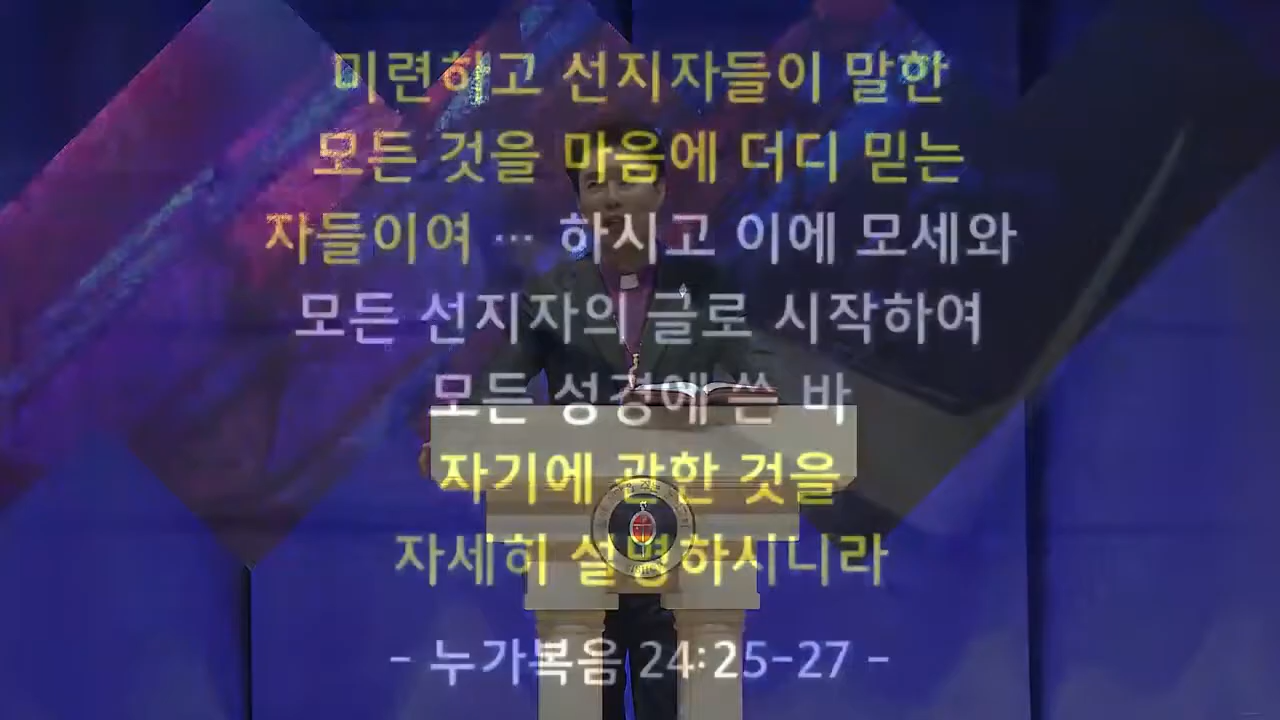 미련하고 선지자들이 말한
모든 것을 마음에 더디 믿는
자들이여 … 하시고 이에 모세와
모든 선지자의 글로 시작하여
모든 성경에 쓴 바
자기에 관한 것을
자세히 설명하시니라
- 누가복음 24:25-27 -